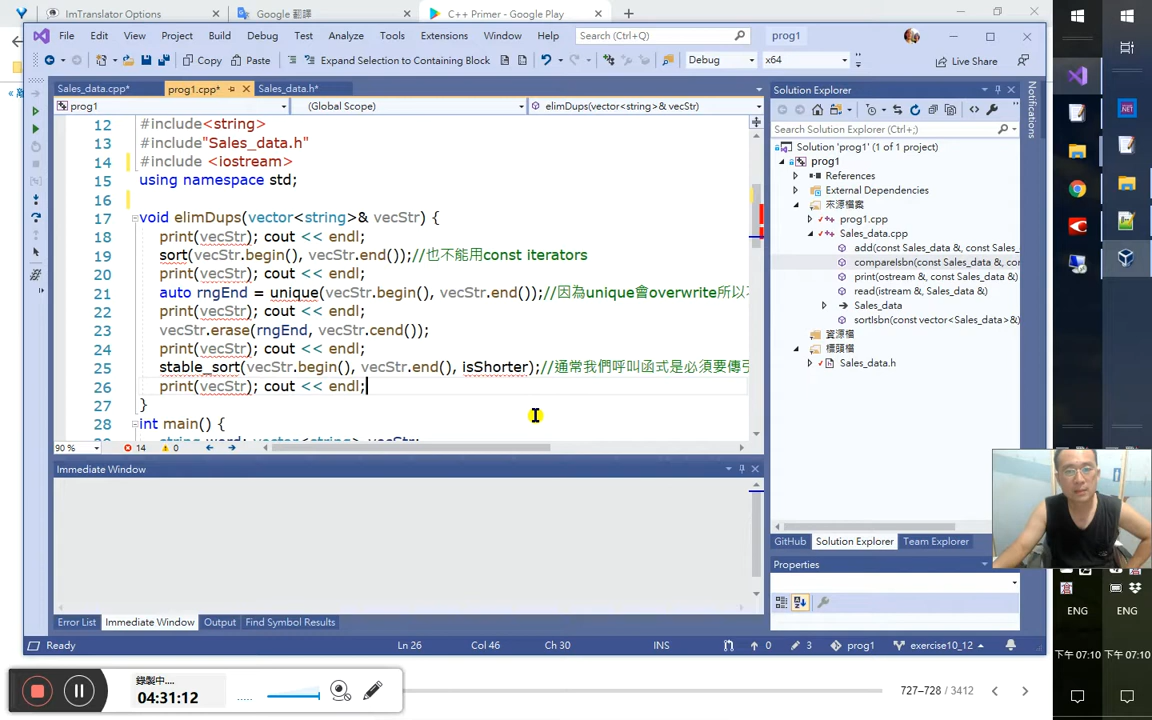 ImTranslator Options
Google 翻譯
C++ Primer - Google Play
File Edit View Project Build Debug Test Analyze Tools Extensions Window Help
Search (Ctrl+Q)
prog1
Copy
Paste
Expand Selection to Containing Block
Debug
x64
Live Share
Sales_data.cpp*
prog1.cpp*
Sales_data.h*
prog1
(Global Scope)
elimDups(vector<string>& vecStr)
12 #include<string>
13 #include"Sales_data.h"
14 #include <iostream>
15 using namespace std;
16
17 void elimDups(vector<string>& vecStr) {
18 print(vecStr); cout << endl;
19 sort(vecStr.begin(), vecStr.end());//也不能用const iterators
20 print(vecStr); cout << endl;
21 auto rngEnd = unique(vecStr.begin(), vecStr.end());//因為unique會overwrite所以
22 print(vecStr); cout << endl;
23 vecStr.erase(rngEnd, vecStr.cend());
24 print(vecStr); cout << endl;
25 stable_sort(vecStr.begin(), vecStr.end(), isShorter);//通常我們呼叫函式是必須要傳
26 print(vecStr); cout << endl;
27 }
28 int main() {
string word; vector<string> vecStr;
90 %
14
0
Immediate Window
Error List
Immediate Window
Output
Find Symbol Results
Solution Explorer
Search Solution Explorer (Ctrl+;)
Solution 'prog1' (1 of 1 project)
prog1
References
External Dependencies
來源檔案
prog1.cpp
Sales_data.cpp
add(const Sales_data &, const Sales_
compareIsbn(const Sales_data &, co
print(ostream &, const Sales_data &)
read(istream &, Sales_data &)
Sales_data
sortIsbn(const vector<Sales_data>&
資源檔
標頭檔
Sales_data.h
GitHub
Solution Explorer
Team Explorer
Properties
Notifications
Ready
Ln 26
Col 46
Ch 30
INS
0
3
prog1
exercise10_12
錄製中...
04:31:12
727–728 / 3412
ENG
ENG
下午 07:10
下午 07:10